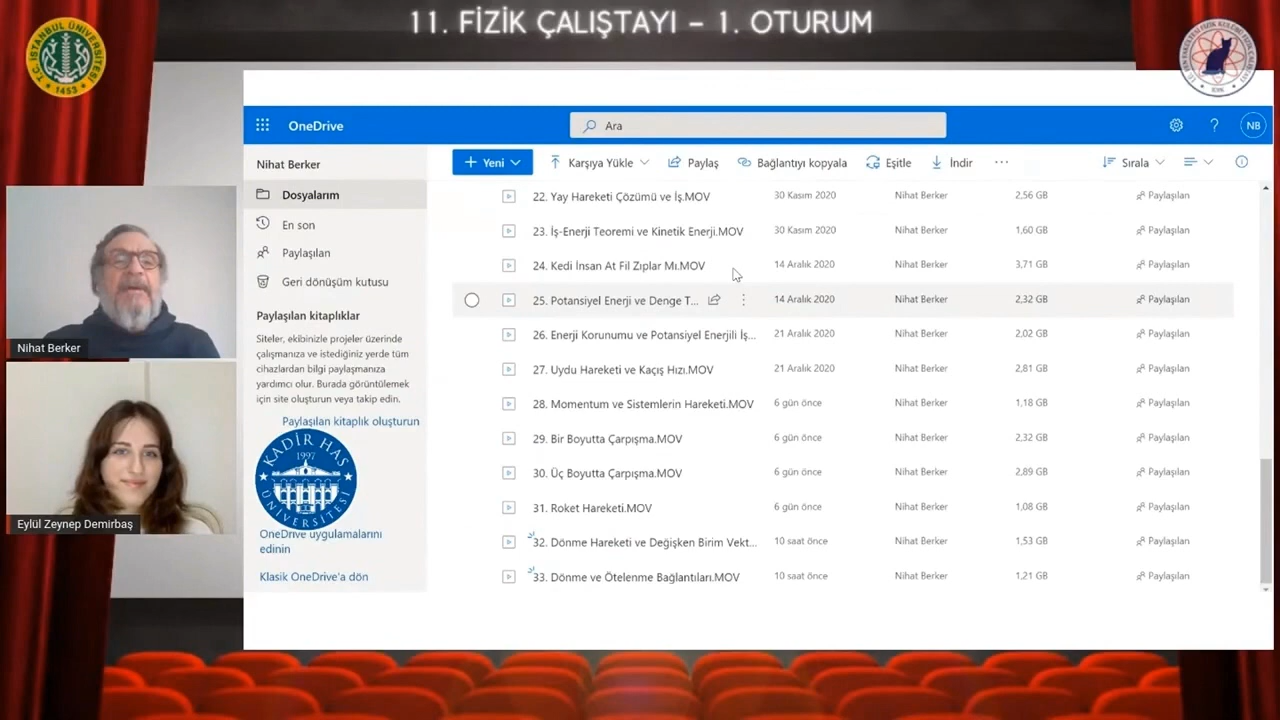 11. FİZİK ÇALIŞTAYI – 1. OTURUM
T.C. İSTANBUL ÜNİVERSİTESİ
1453
OneDrive
Ara
NB
Nihat Berker
Dosyalarım
En son
Paylaşılan
Geri dönüşüm kutusu
Paylaşılan kitaplıklar
Siteler, ekibinizle projeler üzerinde
çalışmanıza ve istediğiniz yerde tüm
cihazlardan bilgi paylaşmanıza
yardımcı olur. Burada görüntülemek
için site oluşturun veya takip edin.
Paylaşılan kitaplık oluşturun
KADİR HAS
1997
ÜNİVERSİTESİ
OneDrive uygulamalarını
edinin
Klasik OneDrive'a dön
Yeni
Karşıya Yükle
Paylaş
Bağlantıyı kopyala
Eşitle
İndir
...
Sırala
22. Yay Hareketi Çözümü ve İş.MOV 30 Kasım 2020 Nihat Berker 2,56 GB Paylaşılan
23. İş-Enerji Teoremi ve Kinetik Enerji.MOV 30 Kasım 2020 Nihat Berker 1,60 GB Paylaşılan
24. Kedi İnsan At Fil Zıplar Mı.MOV 14 Aralık 2020 Nihat Berker 3,71 GB Paylaşılan
25. Potansiyel Enerji ve Denge T... 14 Aralık 2020 Nihat Berker 2,32 GB Paylaşılan
26. Enerji Korunumu ve Potansiyel Enerjili İş... 21 Aralık 2020 Nihat Berker 2,02 GB Paylaşılan
27. Uydu Hareketi ve Kaçış Hızı.MOV 21 Aralık 2020 Nihat Berker 2,81 GB Paylaşılan
28. Momentum ve Sistemlerin Hareketi.MOV 6 gün önce Nihat Berker 1,18 GB Paylaşılan
29. Bir Boyutta Çarpışma.MOV 6 gün önce Nihat Berker 2,32 GB Paylaşılan
30. Üç Boyutta Çarpışma.MOV 6 gün önce Nihat Berker 2,89 GB Paylaşılan
31. Roket Hareketi.MOV 6 gün önce Nihat Berker 1,08 GB Paylaşılan
32. Dönme Hareketi ve Değişken Birim Vekt... 10 saat önce Nihat Berker 1,53 GB Paylaşılan
33. Dönme ve Ötelenme Bağlantıları.MOV 10 saat önce Nihat Berker 1,21 GB Paylaşılan
Nihat Berker
Eylül Zeynep Demirbaş